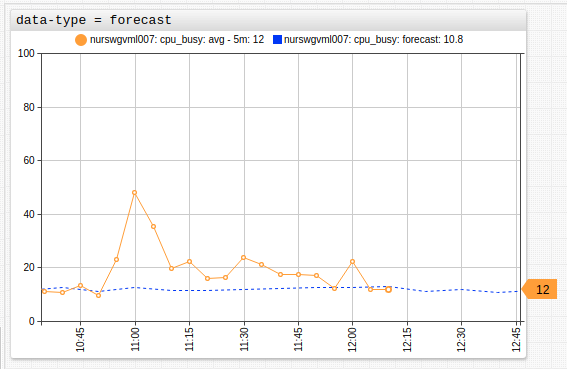 data-type = forecast
nurswgvml007: cpu_busy: avg - 5m: 12 nurswgvml007: cpu_busy: forecast: 10.8
100
80
60
40
20
0
12
10:45 11:00 11:15 11:30 11:45 12:00 12:15 12:30 12:45